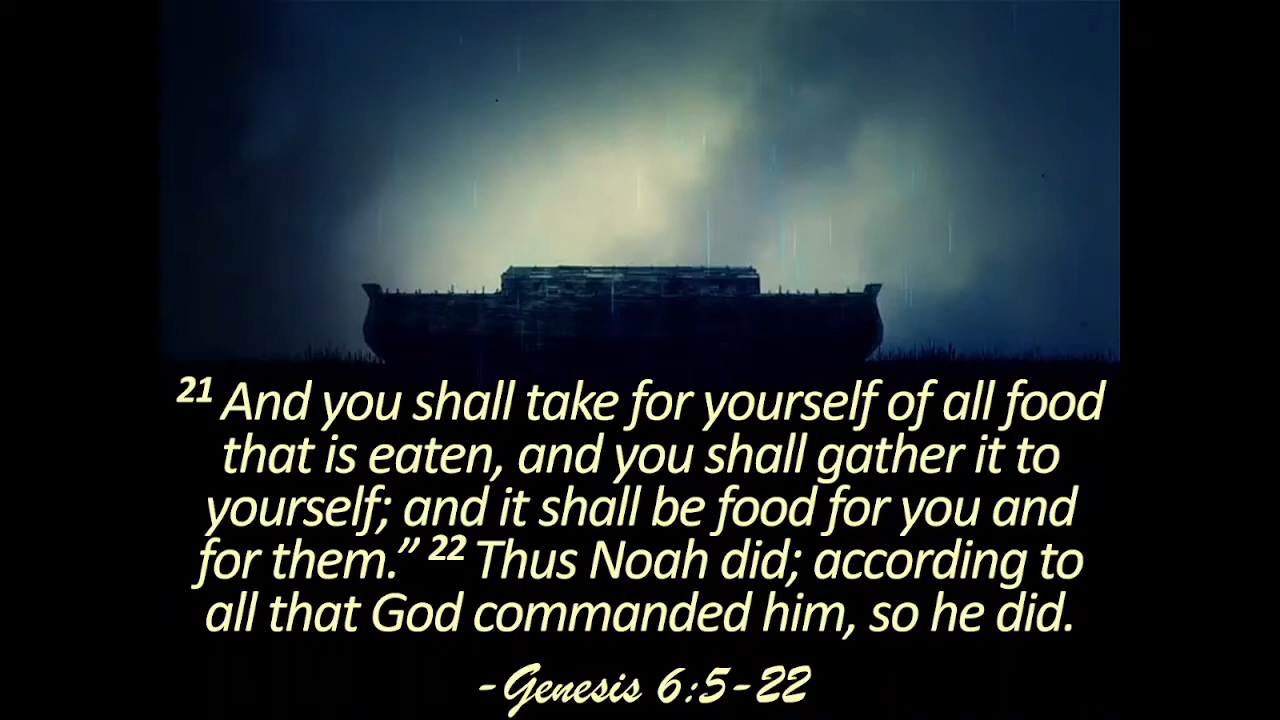 21 And you shall take for yourself of all food
that is eaten, and you shall gather it to
yourself; and it shall be food for you and
for them.” 22 Thus Noah did; according to
all that God commanded him, so he did.
-Genesis 6:5-22